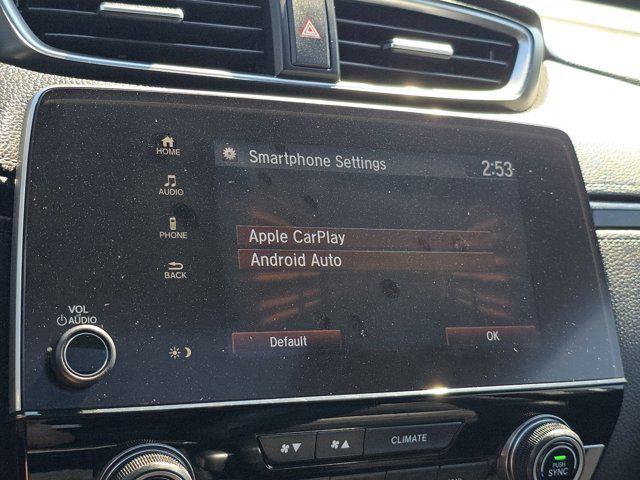 HOME
Smartphone Settings
2:53
AUDIO
PHONE
Apple CarPlay
Android Auto
BACK
VOL
AUDIO
Default
OK
CLIMATE
PUSH
SYNC